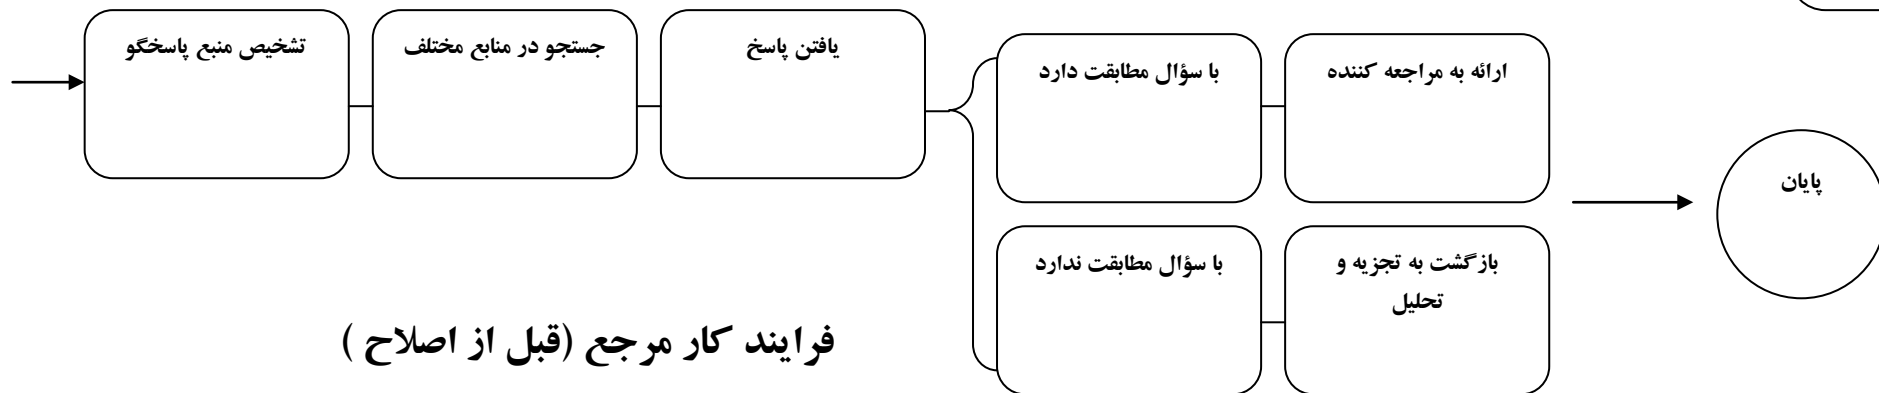 تشخیص منبع پاسخگو
جستجو در منابع مختلف
یافتن پاسخ
با سؤال مطابقت دارد
ارائه به مراجعه کننده
با سؤال مطابقت ندارد
بازگشت به تجزیه و
تحلیل
پایان
فرایند کار مرجع (قبل از اصلاح )